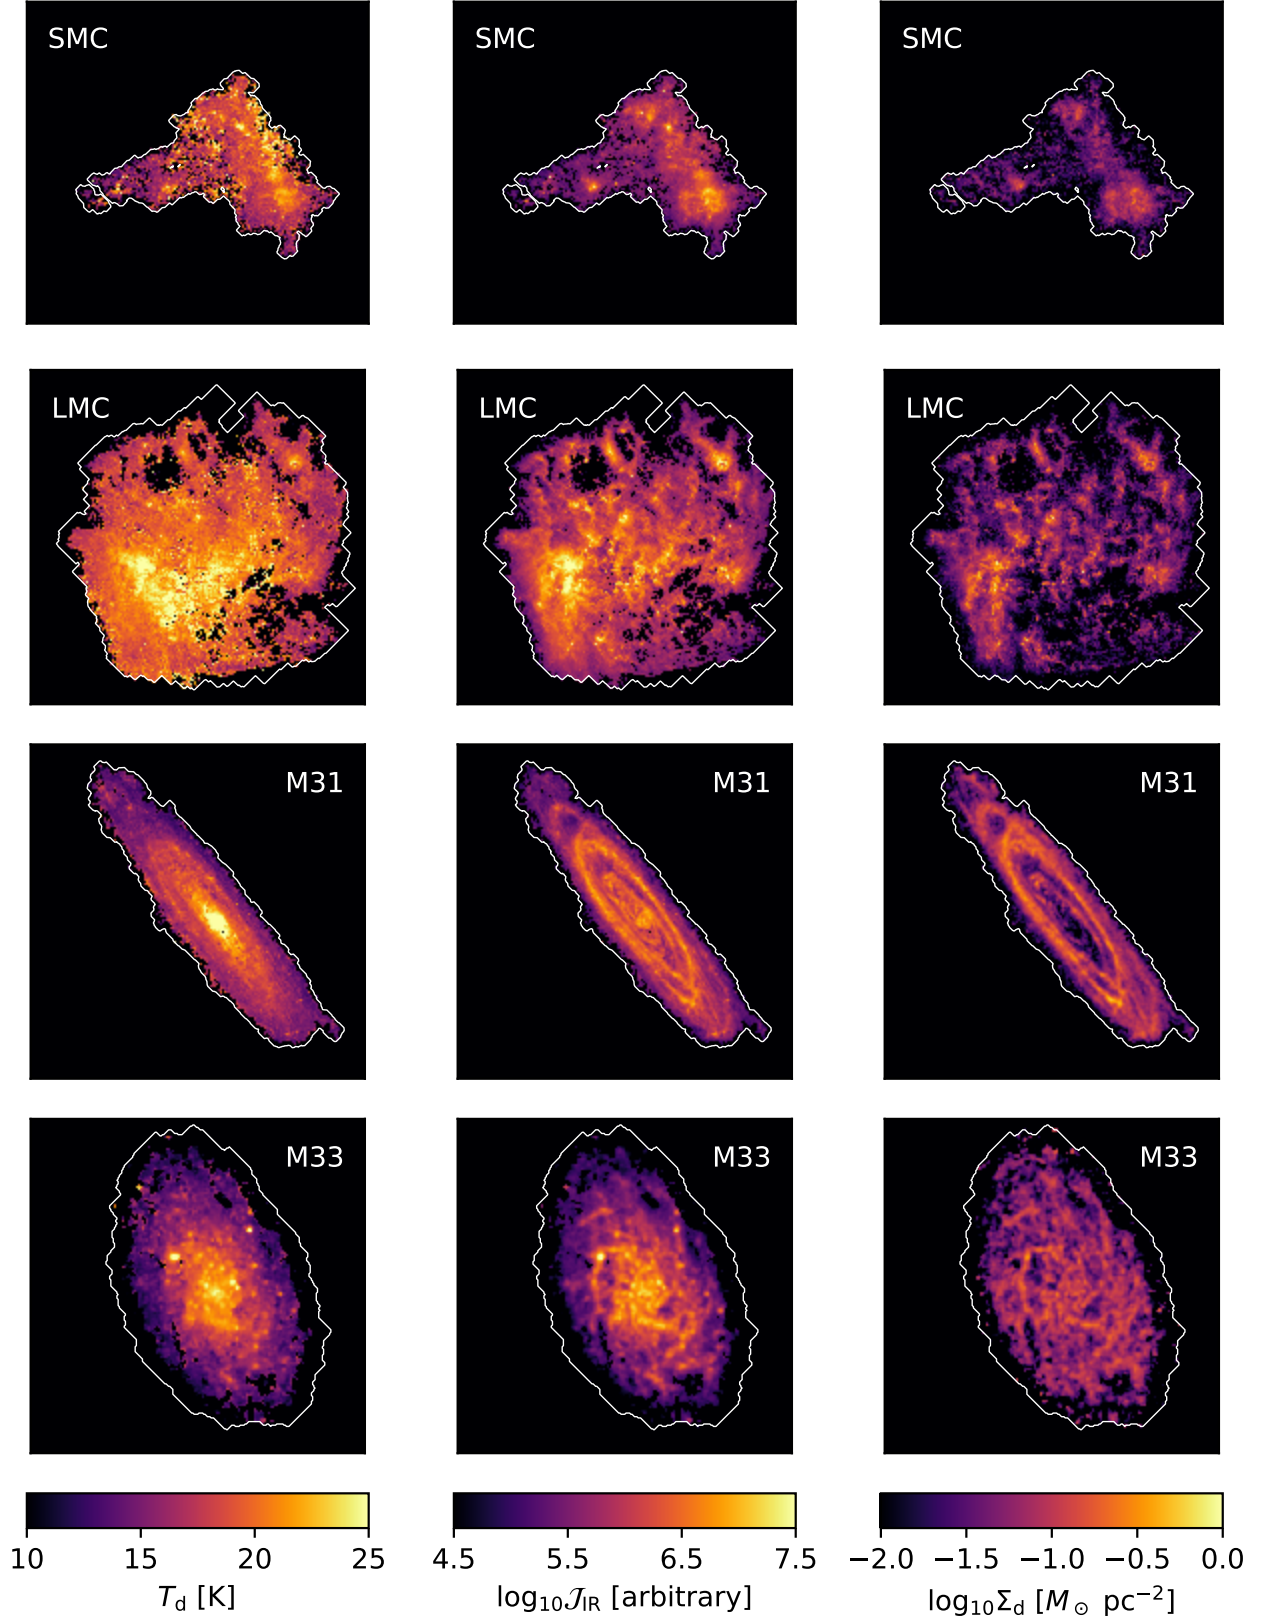 SMC SMC SMC
LMC LMC LMC
M31 M31 M31
M33 M33 M33
10 15 20 25 4.5 5.5 6.5 7.5 −2.0 −1.5 −1.0 −0.5 0.0
T_d [K] log₁₀𝒥_IR [arbitrary] log₁₀Σ_d [M_⊙ pc⁻²]